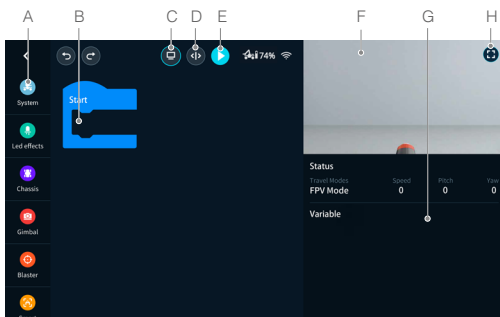 A B C D E F G H
74%
System
Start
Led effects
Chassis
Gimbal
Blaster
Status
Travel Modes Speed Pitch Yaw
FPV Mode 0 0 0
Variable